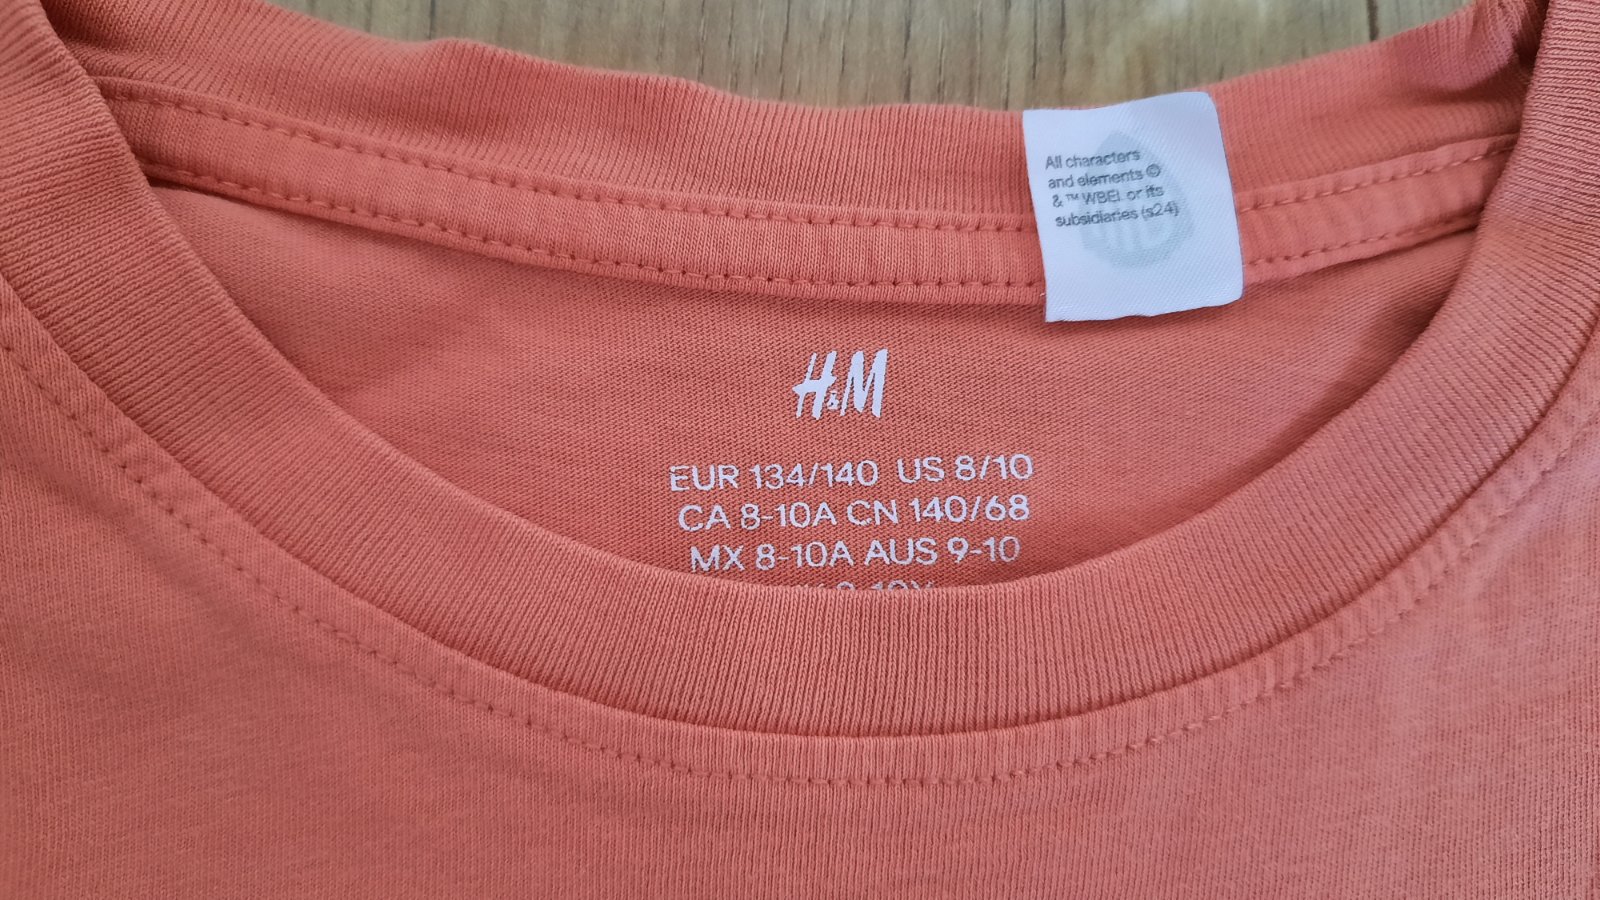 All characters
and elements ©
& ™ WBEI. or its
subsidiaries (s24)
H&M
EUR 134/140 US 8/10
CA 8-10A CN 140/68
MX 8-10A AUS 9-10